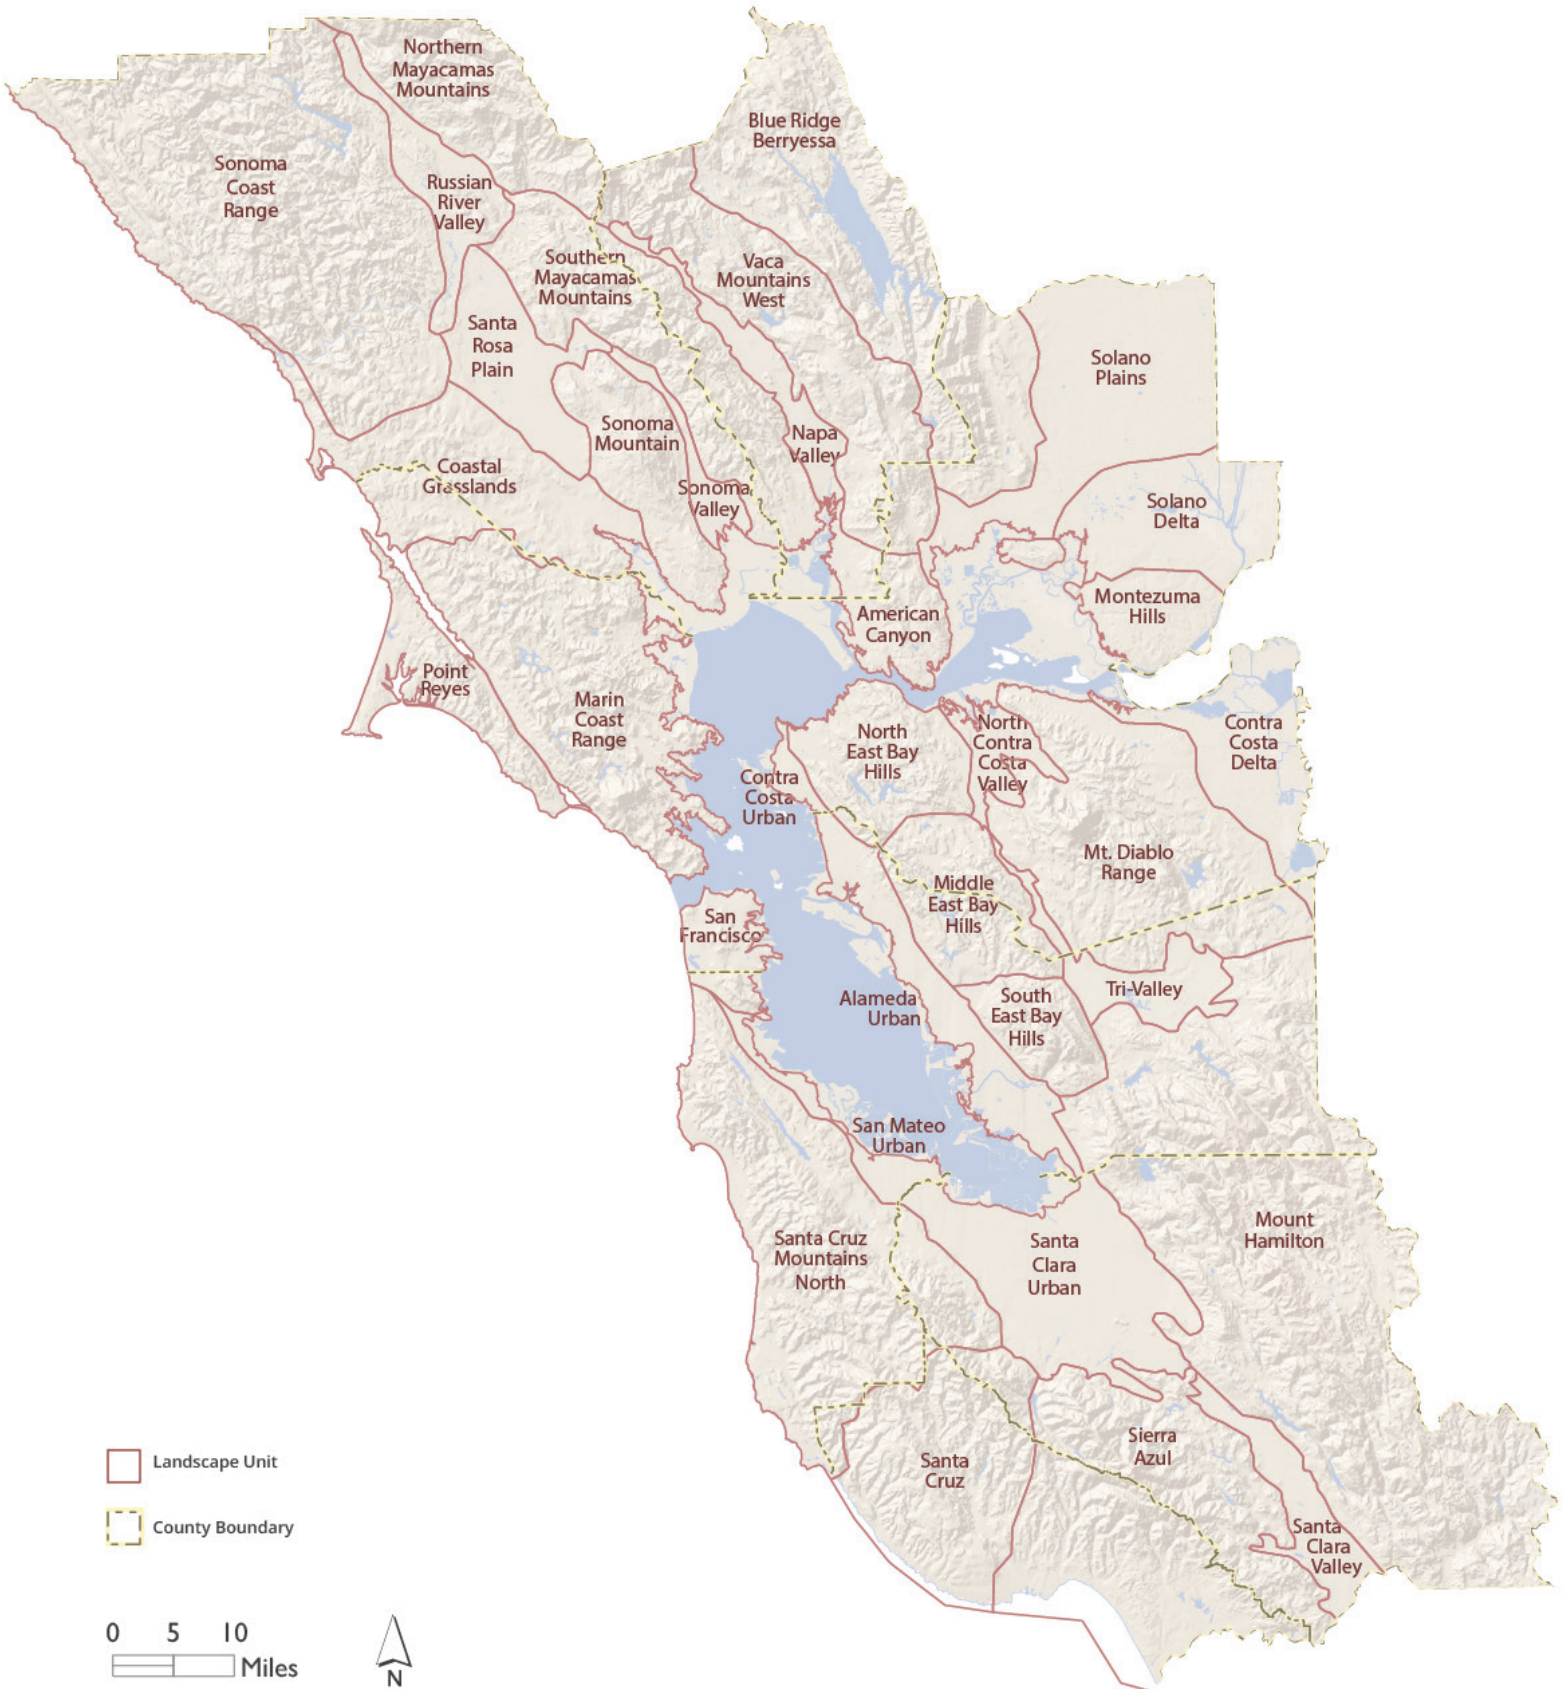 Northern
Mayacamas
Mountains
Blue Ridge
Berryessa
Sonoma
Coast
Range
Russian
River
Valley
Southern
Mayacamas
Mountains
Vaca
Mountains
West
Santa
Rosa
Plain
Solano
Plains
Sonoma
Mountain
Napa
Valley
Coastal
Grasslands
Sonoma
Valley
Solano
Delta
American
Canyon
Montezuma
Hills
Point
Reyes
Marin
Coast
Range
North
East Bay
Hills
North
Contra
Costa
Valley
Contra
Costa
Delta
Contra
Costa
Urban
Mt. Diablo
Range
Middle
East Bay
Hills
San
Francisco
Alameda
Urban
South
East Bay
Hills
Tri-Valley
San Mateo
Urban
Santa Cruz
Mountains
North
Santa
Clara
Urban
Mount
Hamilton
Santa
Cruz
Sierra
Azul
Santa
Clara
Valley
Landscape Unit
County Boundary
0 5 10
Miles
N